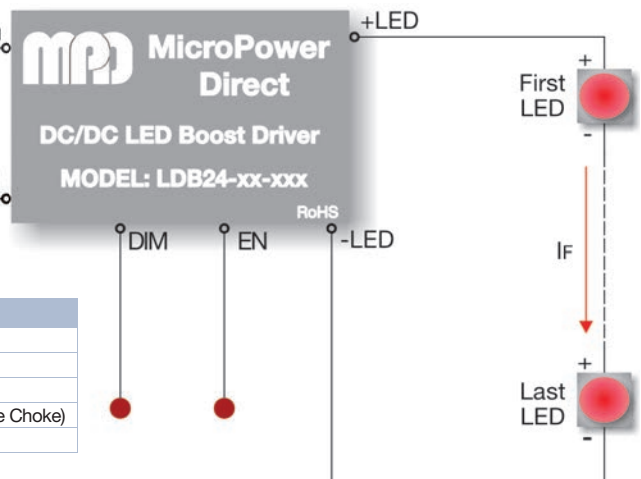 +LED
MPD MicroPower
Direct
DC/DC LED Boost Driver
MODEL: LDB24-xx-xxx
RoHS
DIM
EN
-LED
+
First
LED
-
IF
+
Last
LED
-
Choke)